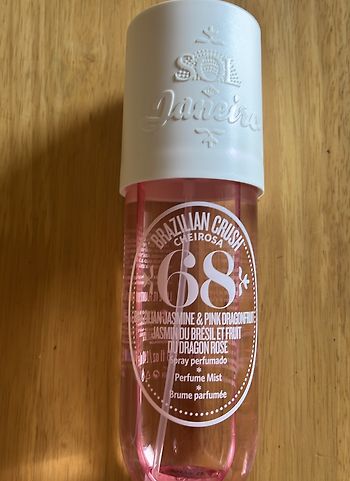 SOL
de
Janeiro
BRAZILIAN CRUSH
CHEIROSA
68
BRAZILIAN JASMINE & PINK DRAGONFRUIT
JASMIN DU BRÉSIL ET FRUIT
DU DRAGON ROSE
Spray perfumado
Perfume Mist
Brume parfumée